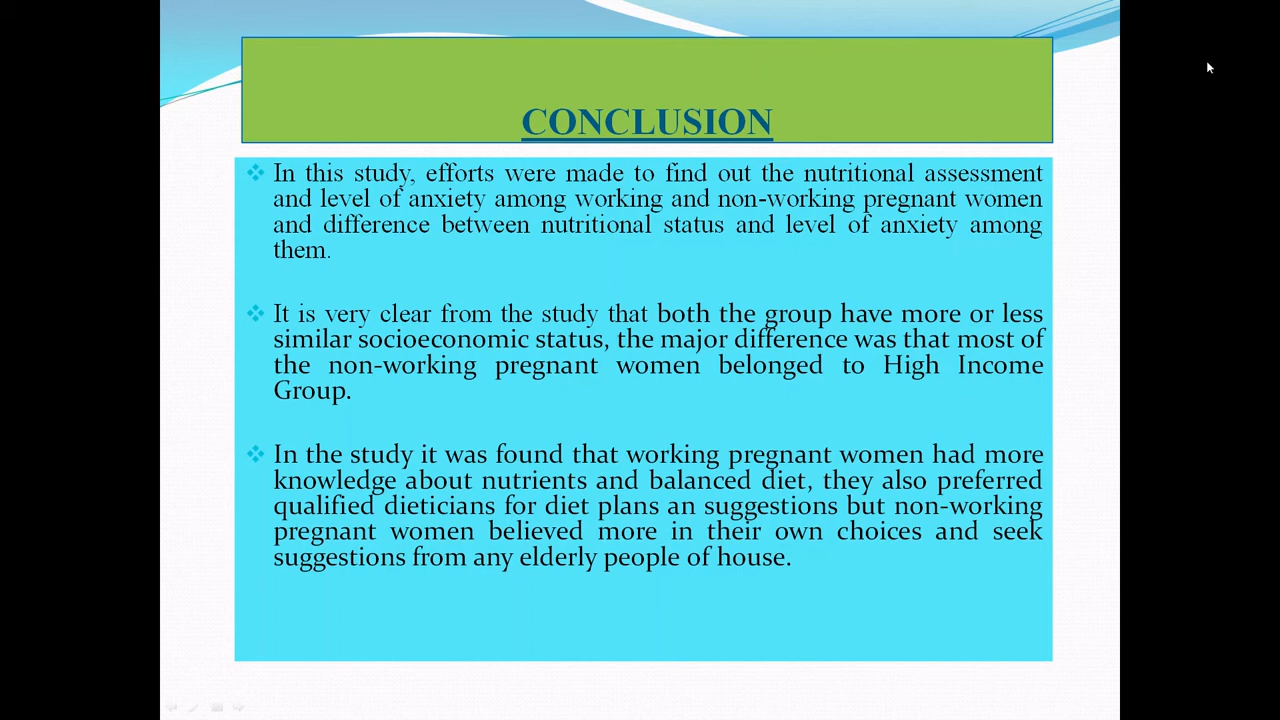 CONCLUSION
In this study, efforts were made to find out the nutritional assessment
and level of anxiety among working and non-working pregnant women
and difference between nutritional status and level of anxiety among
them.
It is very clear from the study that both the group have more or less
similar socioeconomic status, the major difference was that most of
the non-working pregnant women belonged to High Income
Group.
In the study it was found that working pregnant women had more
knowledge about nutrients and balanced diet, they also preferred
qualified dieticians for diet plans an suggestions but non-working
pregnant women believed more in their own choices and seek
suggestions from any elderly people of house.